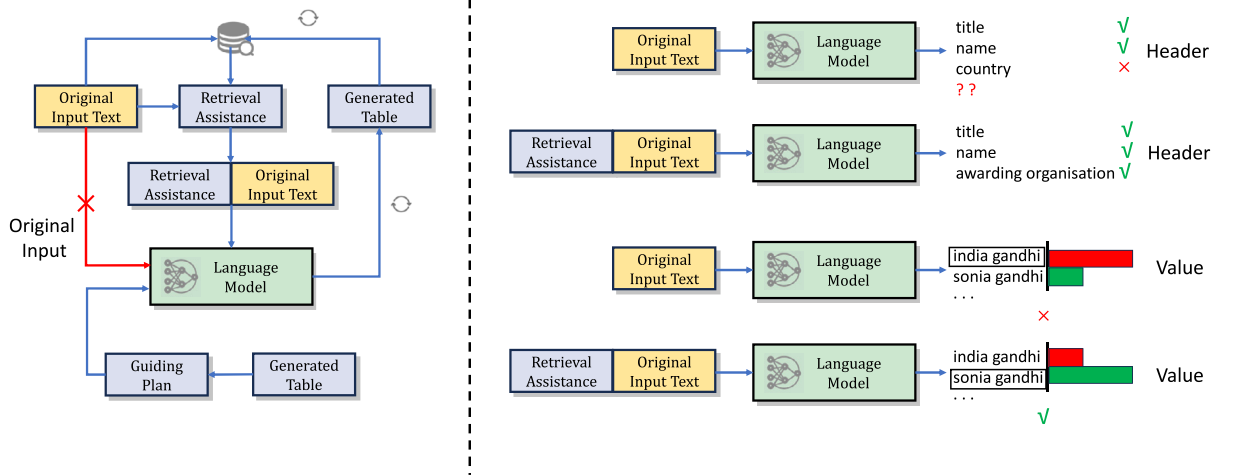 Original
Input Text
Retrieval
Assistance
Generated
Table
Retrieval
Assistance
Original
Input Text
Original
Input
Language
Model
Guiding
Plan
Generated
Table
Original
Input Text
Language
Model
title √
name √
country ×
? ?
Header
Retrieval
Assistance
Original
Input Text
Language
Model
title √
name √
awarding organisation √
Header
Original
Input Text
Language
Model
india gandhi
sonia gandhi
. . .
×
Value
Retrieval
Assistance
Original
Input Text
Language
Model
india gandhi
sonia gandhi
. . .
√
Value